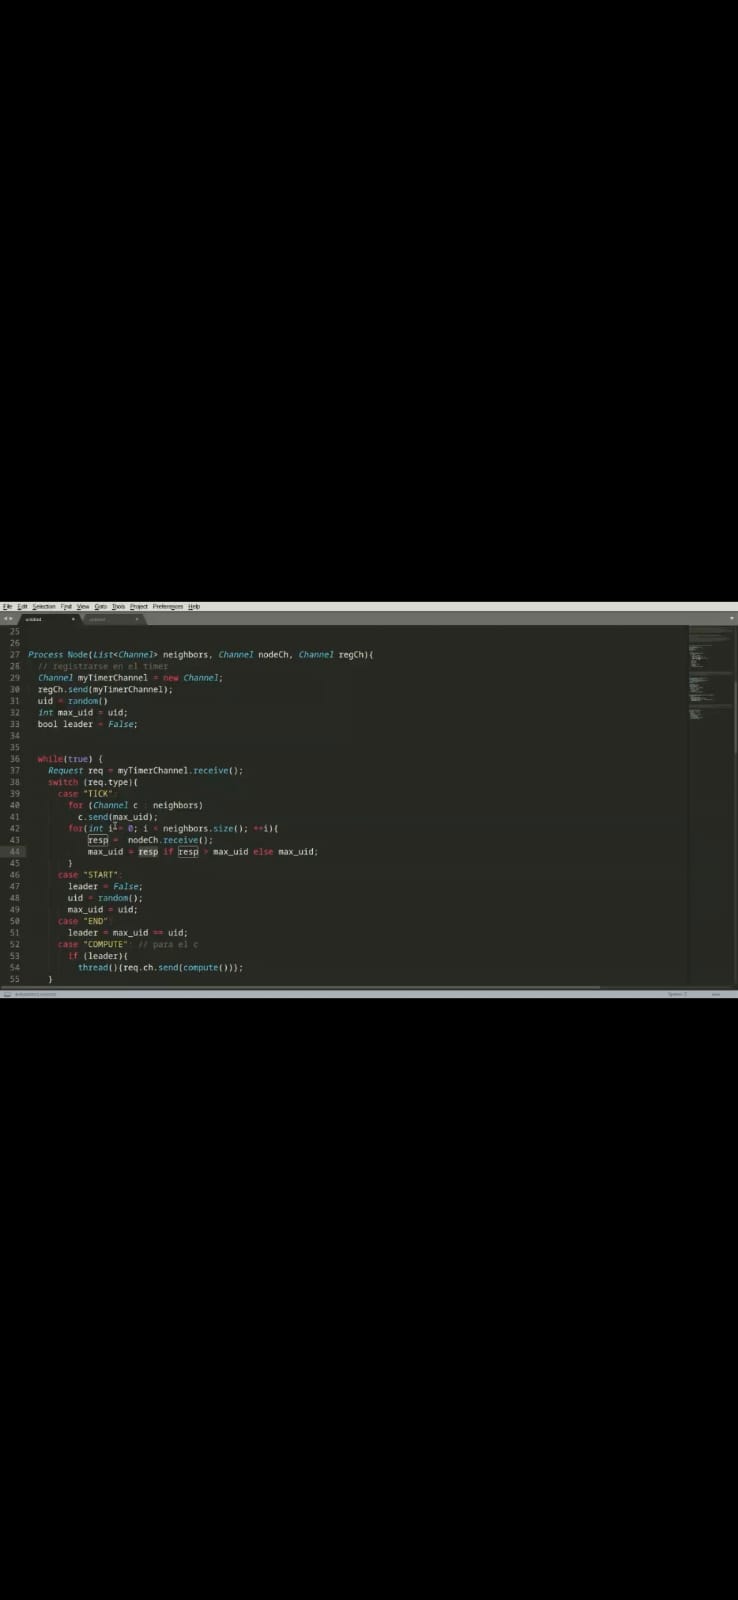 File Edit Selection Find View Goto Tools Project Preferences Help
untitled untitled
25
26
27 Process Node(List<Channel> neighbors, Channel nodeCh, Channel regCh){
28 // registrarse en el timer
29 Channel myTimerChannel = new Channel;
30 regCh.send(myTimerChannel);
31 uid = random()
32 int max_uid = uid;
33 bool leader = False;
34
35
36 while(true) {
37 Request req = myTimerChannel.receive();
38 switch (req.type){
39 case "TICK":
40 for (Channel c : neighbors)
41 c.send(max_uid);
42 for(int i = 0; i < neighbors.size(); ++i){
43 resp = nodeCh.receive();
44 max_uid = resp if resp > max_uid else max_uid;
45 }
46 case "START":
47 leader = False;
48 uid = random();
49 max_uid = uid;
50 case "END":
51 leader = max_uid == uid;
52 case "COMPUTE": // para el c
53 if (leader){
54 thread(){req.ch.send(compute())};
55 }